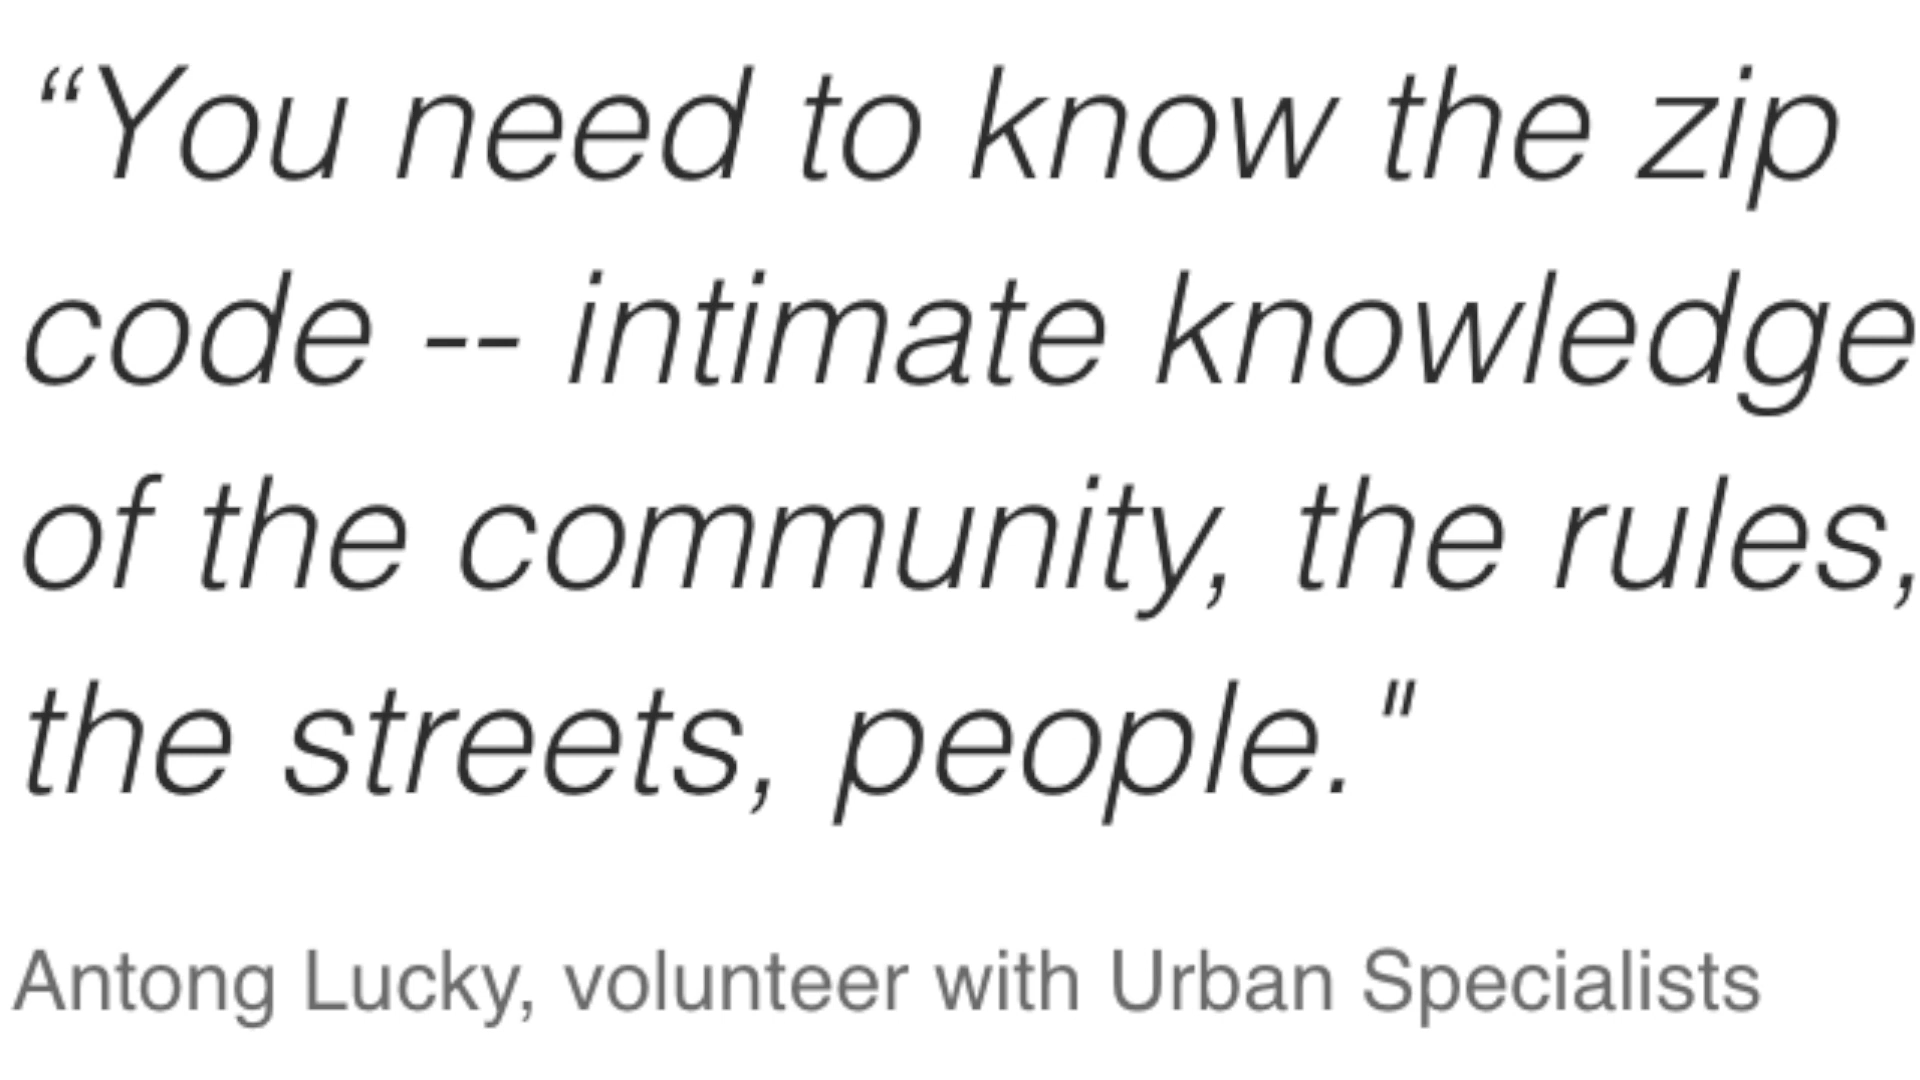 “You need to know the zip
code -- intimate knowledge
of the community, the rules,
the streets, people."
Antong Lucky, volunteer with Urban Specialists